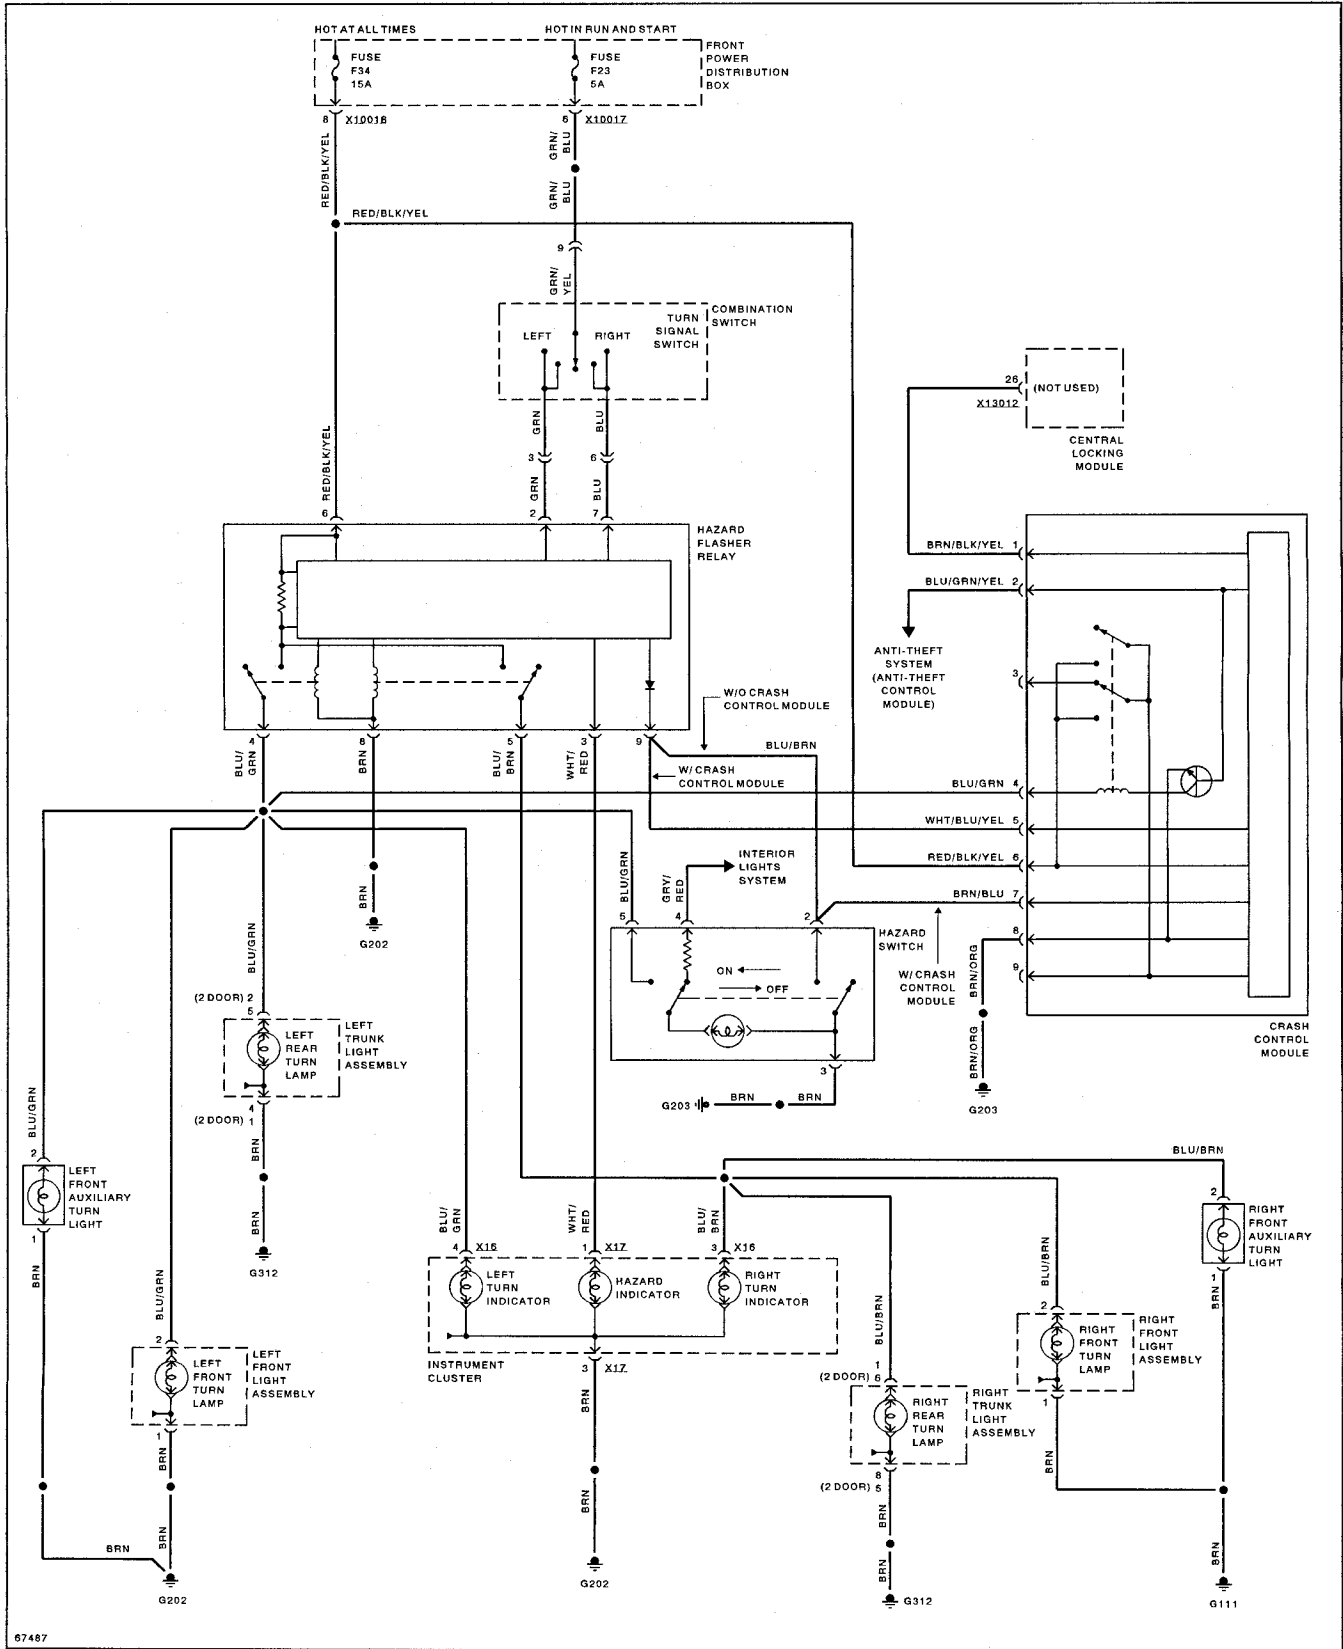 HOT AT ALL TIMES
HOT IN RUN AND START
FUSE
F34
15A
FUSE
F23
5A
FRONT
POWER
DISTRIBUTION
BOX
8
X10016
6
X10017
RED/BLK/YEL
GRN/
BLU
GRN/
BLU
RED/BLK/YEL
9
GRN/
YEL
COMBINATION
SWITCH
TURN
SIGNAL
SWITCH
LEFT
RIGHT
GRN
BLU
3
6
RED/BLK/YEL
GRN
BLU
6
2
7
26
(NOT USED)
X13012
CENTRAL
LOCKING
MODULE
HAZARD
FLASHER
RELAY
BRN/BLK/YEL 1
BLU/GRN/YEL 2
ANTI-THEFT
SYSTEM
(ANTI-THEFT
CONTROL
MODULE)
3
W/O CRASH
CONTROL MODULE
4
8
5
3
9
BLU/
GRN
BRN
BLU/
BRN
WHT/
RED
BLU/BRN
W/ CRASH
CONTROL MODULE
BLU/GRN 4
WHT/BLU/YEL 5
RED/BLK/YEL 6
BRN/BLU 7
8
9
INTERIOR
LIGHTS
SYSTEM
BLU/GRN
GRY/
RED
5
4
2
HAZARD
SWITCH
ON
OFF
3
W/ CRASH
CONTROL
MODULE
BRN/ORG
BRN/ORG
G203
CRASH
CONTROL
MODULE
G203
BRN
BRN
BRN
G202
BLU/GRN
(2 DOOR) 2
5
LEFT
REAR
TURN
LAMP
LEFT
TRUNK
LIGHT
ASSEMBLY
4
(2 DOOR) 1
BRN
BRN
G312
BLU/GRN
2
LEFT
FRONT
AUXILIARY
TURN
LIGHT
1
BRN
BLU/GRN
2
LEFT
FRONT
TURN
LAMP
LEFT
FRONT
LIGHT
ASSEMBLY
1
BRN
BRN
BRN
G202
BLU/
GRN
WHT/
RED
BLU/
BRN
4
X16
1
X17
3
X16
LEFT
TURN
INDICATOR
HAZARD
INDICATOR
RIGHT
TURN
INDICATOR
INSTRUMENT
CLUSTER
3
X17
BRN
BRN
G202
BLU/BRN
1
(2 DOOR) 6
RIGHT
REAR
TURN
LAMP
RIGHT
TRUNK
LIGHT
ASSEMBLY
8
(2 DOOR) 5
BRN
BRN
G312
BLU/BRN
2
RIGHT
FRONT
TURN
LAMP
RIGHT
FRONT
LIGHT
ASSEMBLY
1
BRN
BLU/BRN
2
RIGHT
FRONT
AUXILIARY
TURN
LIGHT
1
BRN
BRN
G111
67487